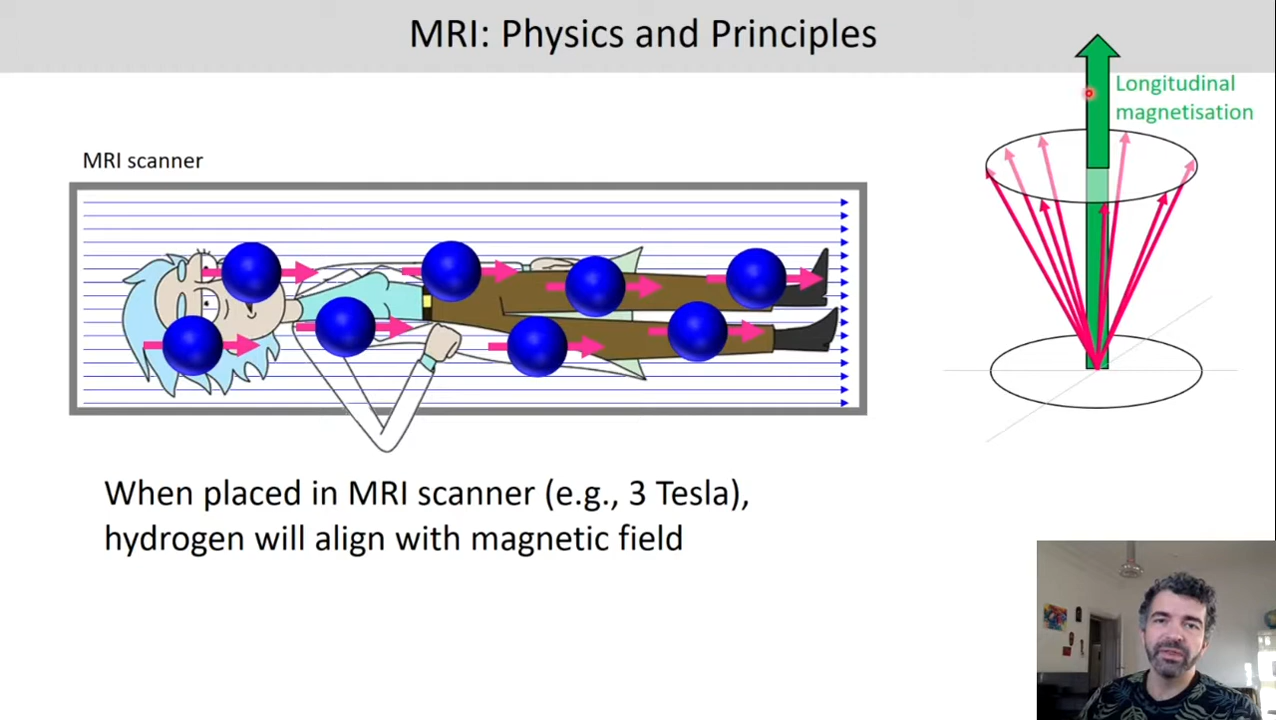 MRI: Physics and Principles
Longitudinal
magnetisation
MRI scanner
When placed in MRI scanner (e.g., 3 Tesla),
hydrogen will align with magnetic field